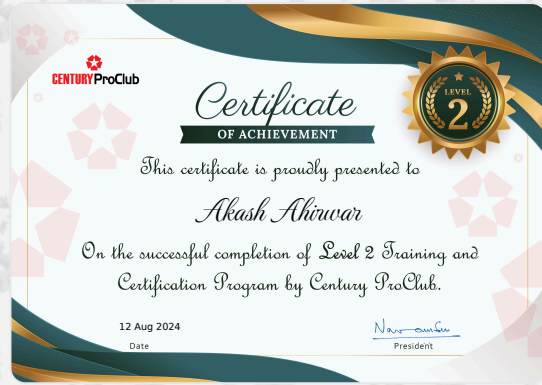 CENTURY ProClub
Certificate
OF ACHIEVEMENT
LEVEL
2
This certificate is proudly presented to
Akash Ahirwar
On the successful completion of Level 2 Training and
Certification Program by Century ProClub.
12 Aug 2024
Date
President